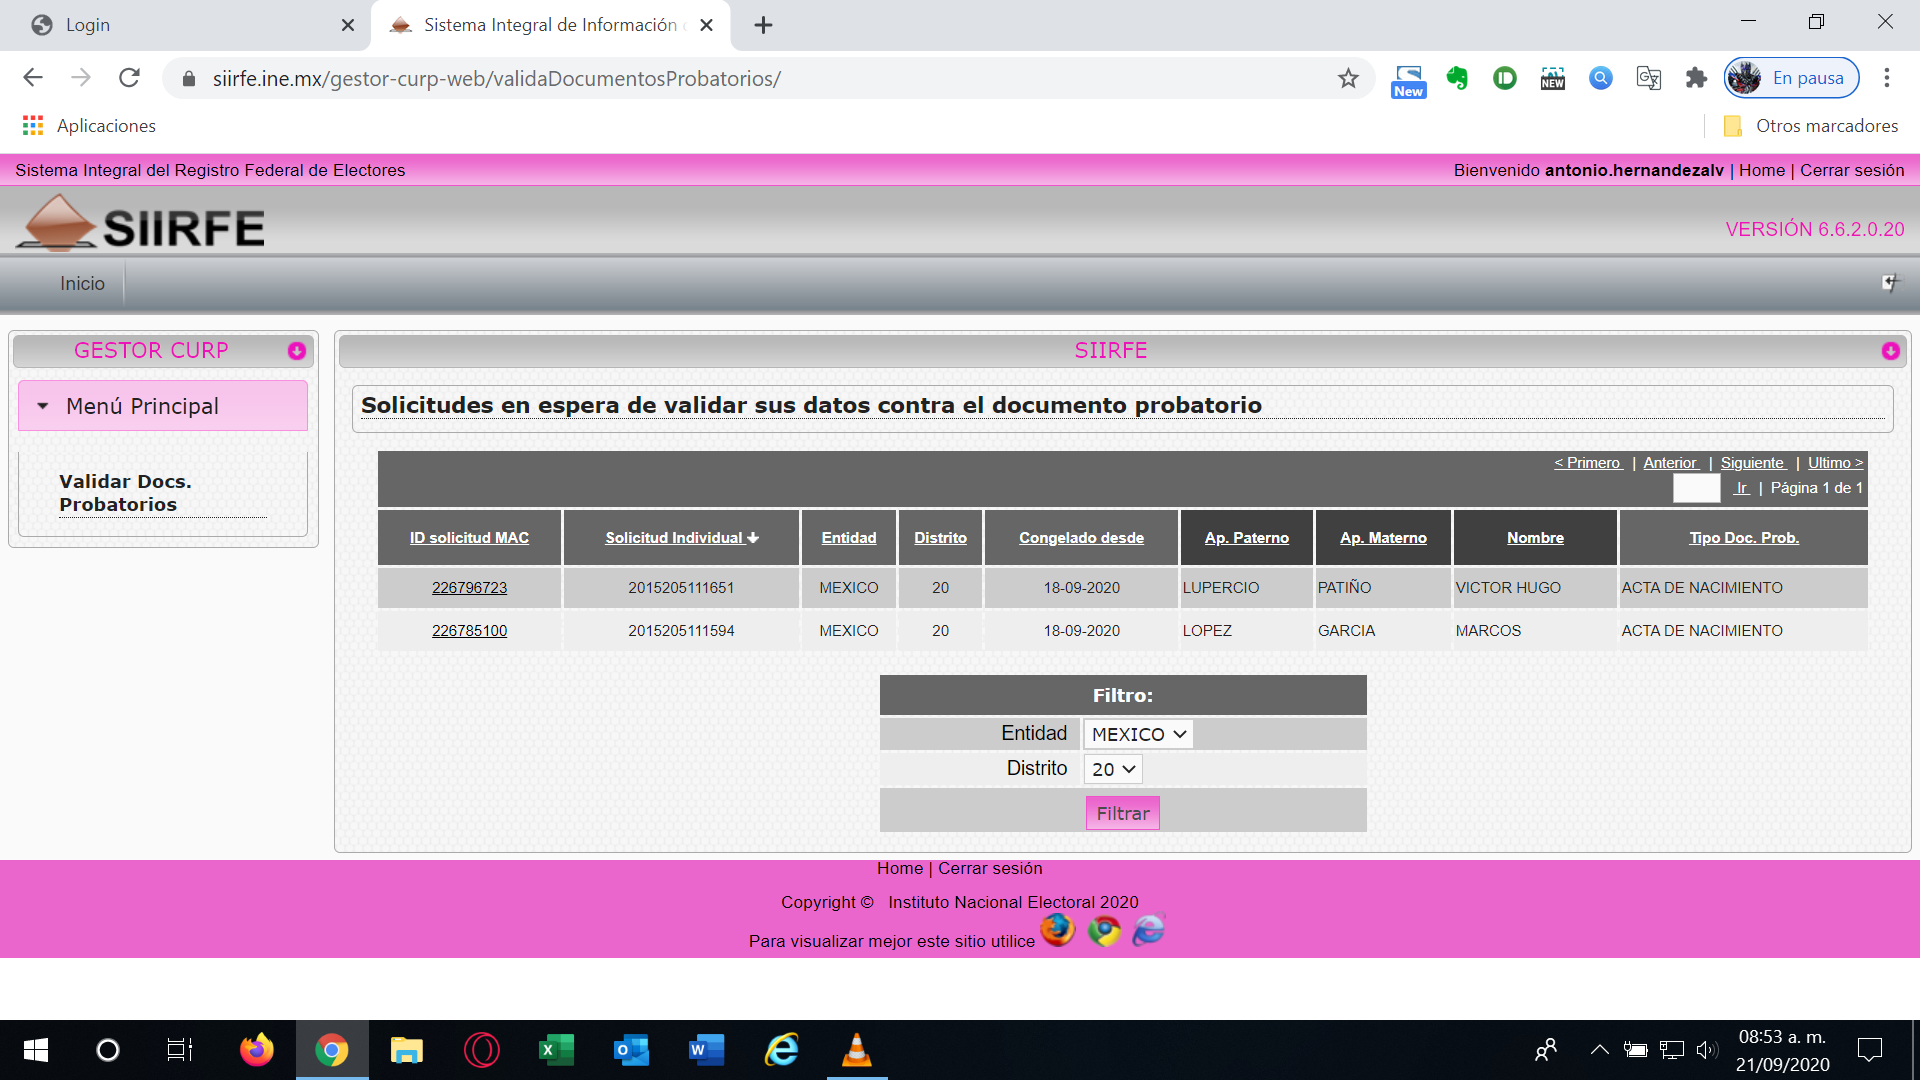 Login
Sistema Integral de Información
siirfe.ine.mx/gestor-curp-web/validaDocumentosProbatorios/
New
NEW
En pausa
Aplicaciones
Otros marcadores
Sistema Integral del Registro Federal de Electores
Bienvenido antonio.hernandezalv | Home | Cerrar sesión
SIIRFE
VERSIÓN 6.6.2.0.20
Inicio
GESTOR CURP
SIIRFE
Menú Principal
Validar Docs.
Probatorios
Solicitudes en espera de validar sus datos contra el documento probatorio
< Primero | Anterior | Siguiente | Ultimo >
Ir | Página 1 de 1
ID solicitud MAC Solicitud Individual Entidad Distrito Congelado desde Ap. Paterno Ap. Materno Nombre Tipo Doc. Prob.
226796723 2015205111651 MEXICO 20 18-09-2020 LUPERCIO PATIÑO VICTOR HUGO ACTA DE NACIMIENTO
226785100 2015205111594 MEXICO 20 18-09-2020 LOPEZ GARCIA MARCOS ACTA DE NACIMIENTO
Filtro:
Entidad MEXICO
Distrito 20
Filtrar
Home | Cerrar sesión
Copyright © Instituto Nacional Electoral 2020
Para visualizar mejor este sitio utilice
08:53 a. m.
21/09/2020